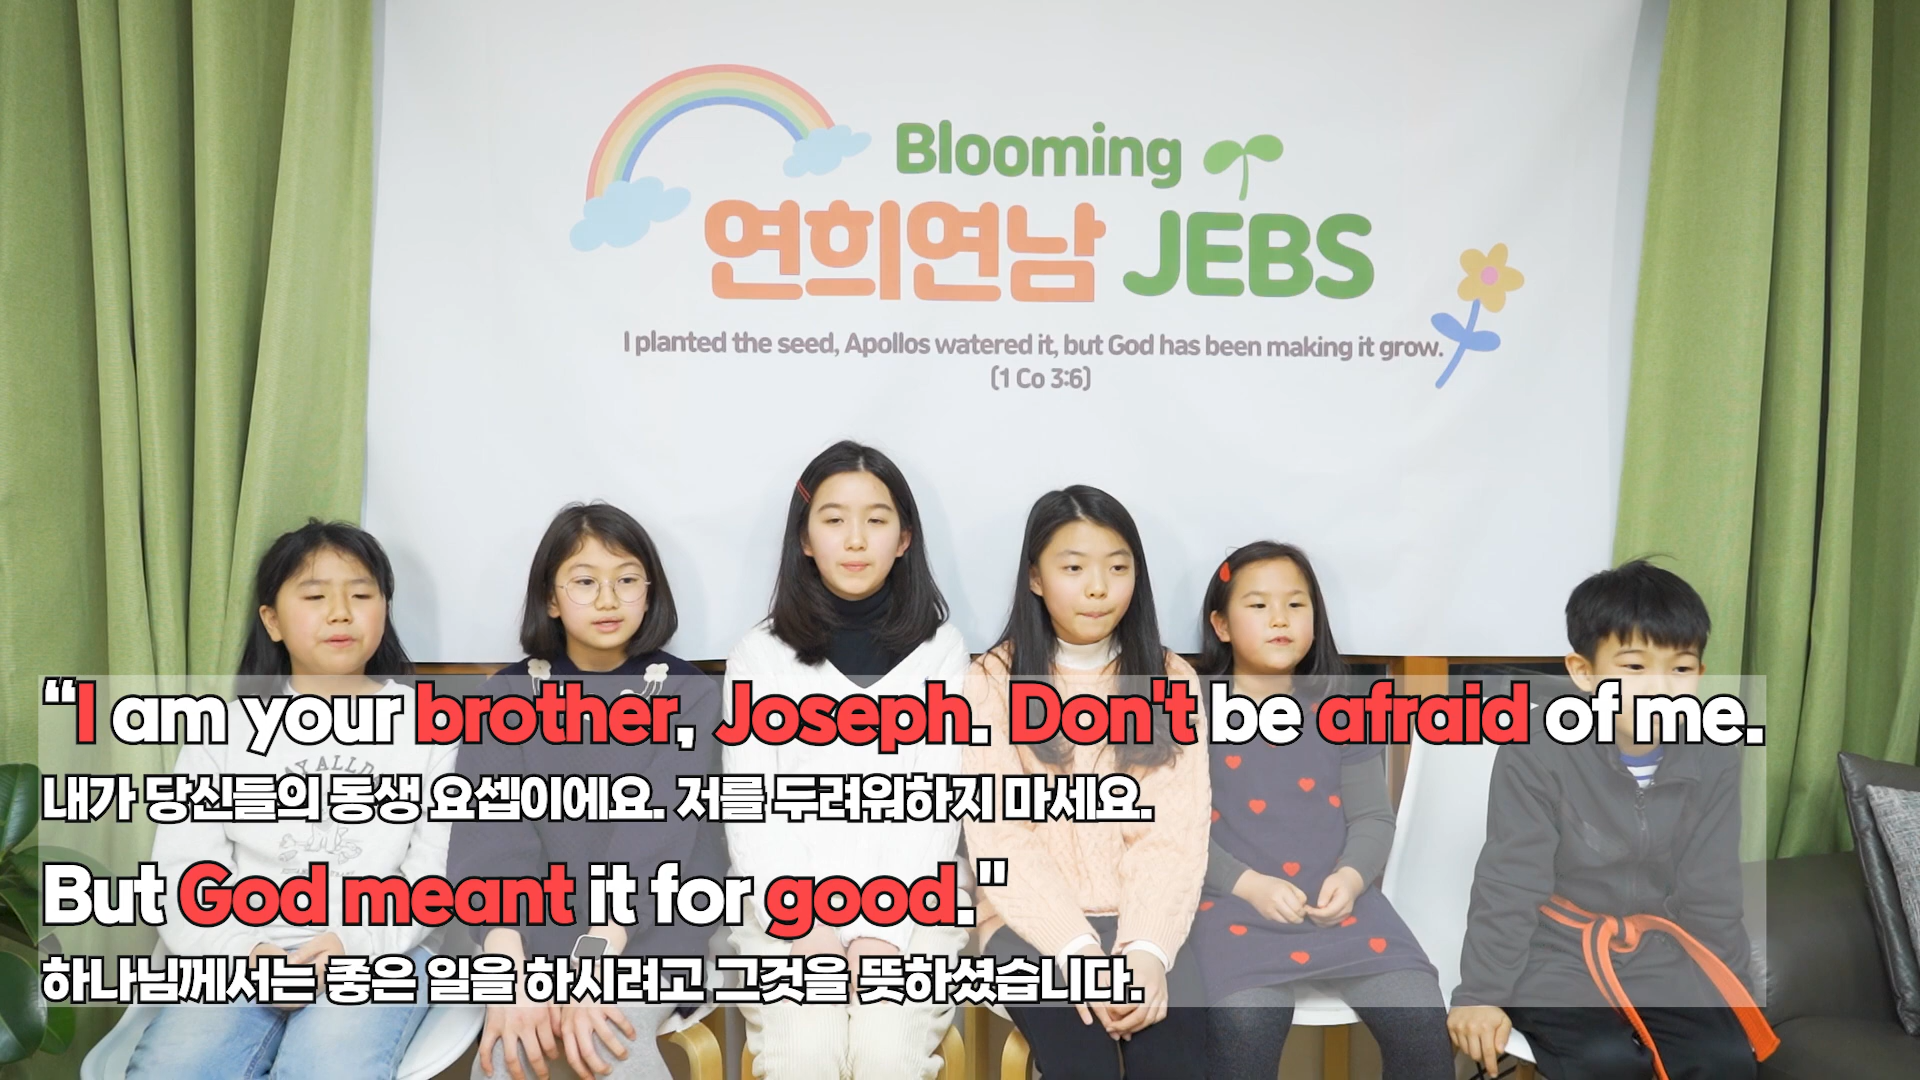 Blooming
연희연남 JEBS
I planted the seed, Apollos watered it, but God has been making it grow.
(1 Co 3:6)
“I am your brother, Joseph. Don't be afraid of me.
내가 당신들의 동생 요셉이에요. 저를 두려워하지 마세요.
But God meant it for good."
하나님께서는 좋은 일을 하시려고 그것을 뜻하셨습니다.